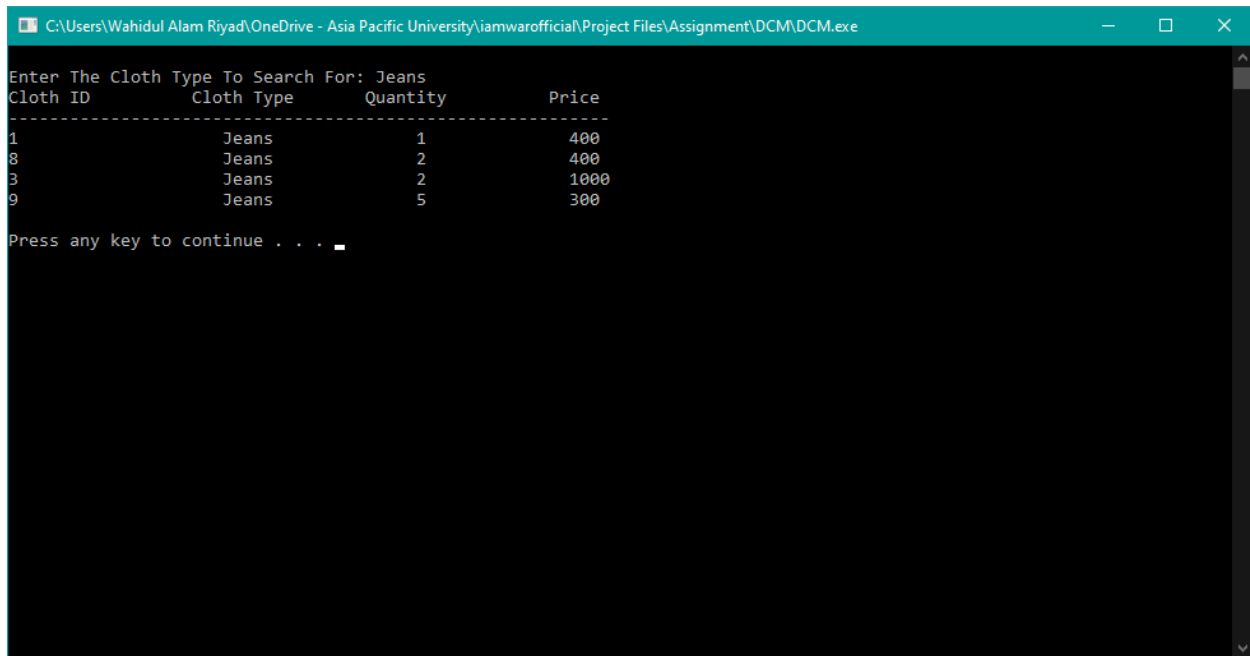 C:\Users\Wahidul Alam Riyad\OneDrive - Asia Pacific University\iamwarofficial\Project Files\Assignment\DCM\DCM.exe
Enter The Cloth Type To Search For: Jeans
Cloth ID Cloth Type Quantity Price
-----------------------------------------------------------
1 Jeans 1 400
8 Jeans 2 400
3 Jeans 2 1000
9 Jeans 5 300
Press any key to continue . . .